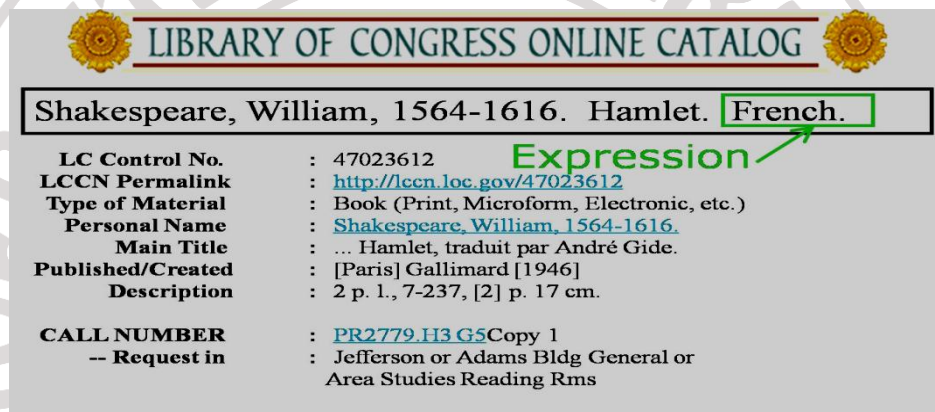 LIBRARY OF CONGRESS ONLINE CATALOG
Shakespeare, William, 1564-1616. Hamlet. French.
Expression
LC Control No. : 47023612
LCCN Permalink : http://lccn.loc.gov/47023612
Type of Material : Book (Print, Microform, Electronic, etc.)
Personal Name : Shakespeare, William, 1564-1616.
Main Title : ... Hamlet, traduit par André Gide.
Published/Created : [Paris] Gallimard [1946]
Description : 2 p. l., 7-237, [2] p. 17 cm.
CALL NUMBER : PR2779.H3 G5Copy 1
-- Request in : Jefferson or Adams Bldg General or
Area Studies Reading Rms